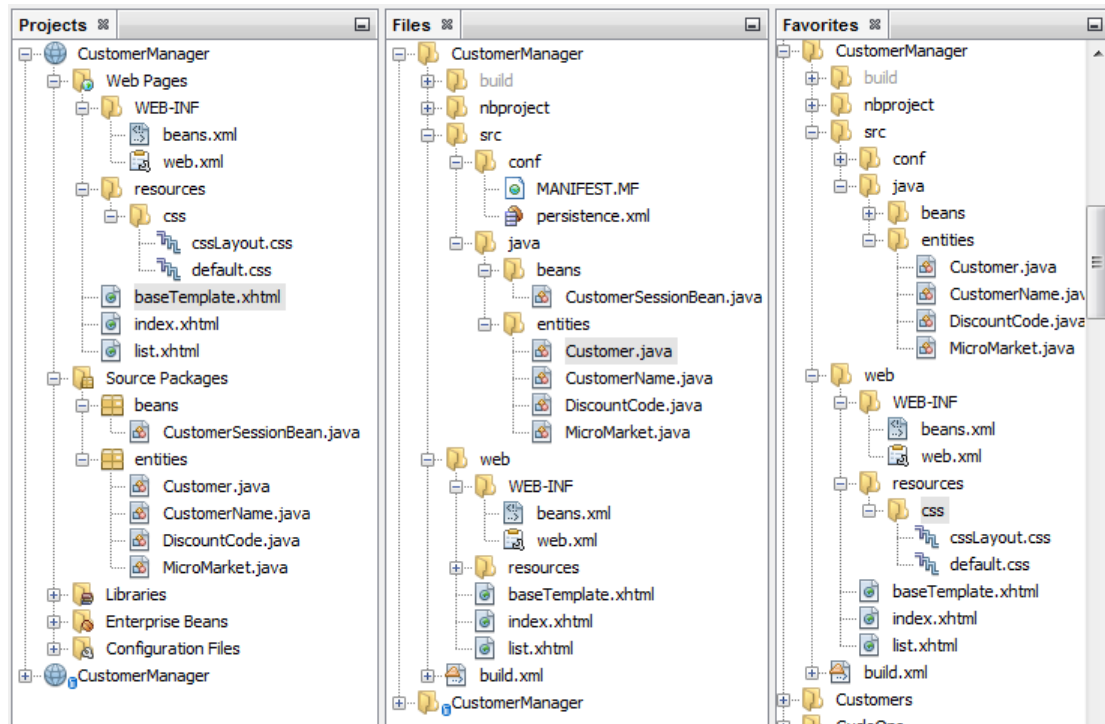 Projects
CustomerManager
Web Pages
WEB-INF
beans.xml
web.xml
resources
css
cssLayout.css
default.css
baseTemplate.xhtml
index.xhtml
list.xhtml
Source Packages
beans
CustomerSessionBean.java
entities
Customer.java
CustomerName.java
DiscountCode.java
MicroMarket.java
Libraries
Enterprise Beans
Configuration Files
CustomerManager
Files
CustomerManager
build
nbproject
src
conf
MANIFEST.MF
persistence.xml
java
beans
CustomerSessionBean.java
entities
Customer.java
CustomerName.java
DiscountCode.java
MicroMarket.java
web
WEB-INF
beans.xml
web.xml
resources
baseTemplate.xhtml
index.xhtml
list.xhtml
build.xml
CustomerManager
Favorites
CustomerManager
build
nbproject
src
conf
java
beans
entities
Customer.java
CustomerName.jav
DiscountCode.java
MicroMarket.java
web
WEB-INF
beans.xml
web.xml
resources
css
cssLayout.css
default.css
baseTemplate.xhtml
index.xhtml
list.xhtml
build.xml
Customers